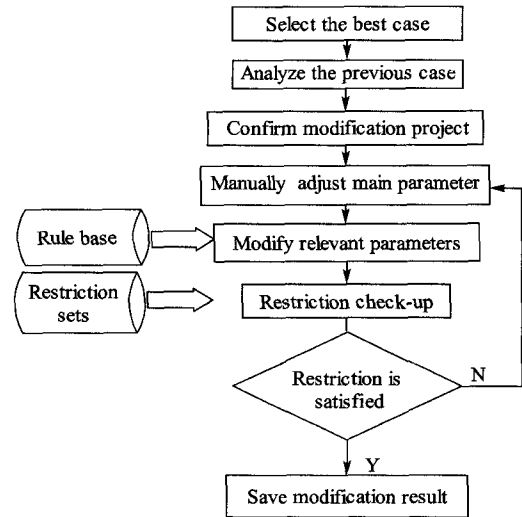 Select the best case
Analyze the previous case
Confirm modification project
Manually adjust main parameter
Rule base
Modify relevant parameters
Restriction
sets
Restriction check-up
Restriction is
satisfied
N
Y
Save modification result